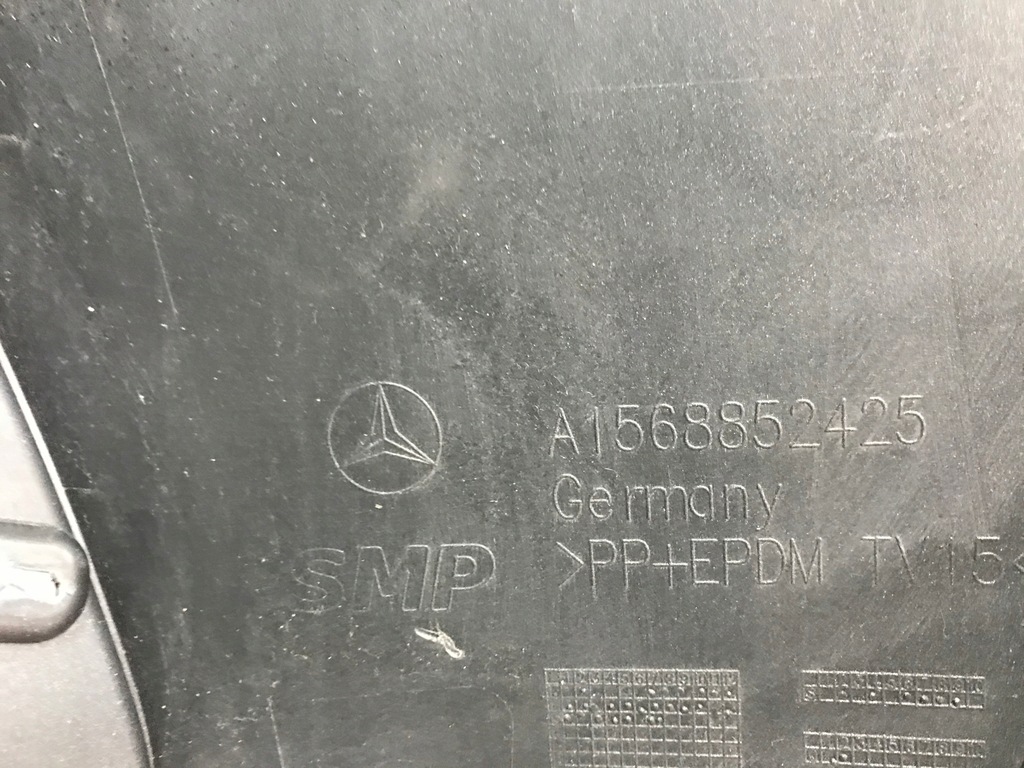 A1568852425
Germany
SMP
>PP+EPDM TV15<